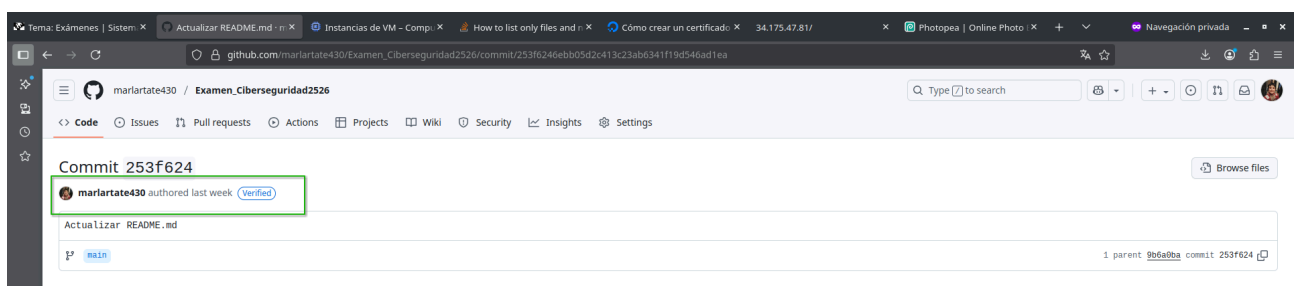 Tema: Exámenes | Sistem
Actualizar README.md · m
Instancias de VM – Compu
How to list only files and n
Cómo crear un certificado
34.175.47.81/
Photopea | Online Photo E
Navegación privada
github.com/marlartate430/Examen_Ciberseguridad2526/commit/253f6246ebb05d2c413c23ab6341f19d546ad1ea
marlartate430 / Examen_Ciberseguridad2526
Type / to search
Code Issues Pull requests Actions Projects Wiki Security Insights Settings
Commit 253f624
Browse files
marlartate430 authored last week Verified
Actualizar README.md
main
1 parent 9b6a0ba commit 253f624